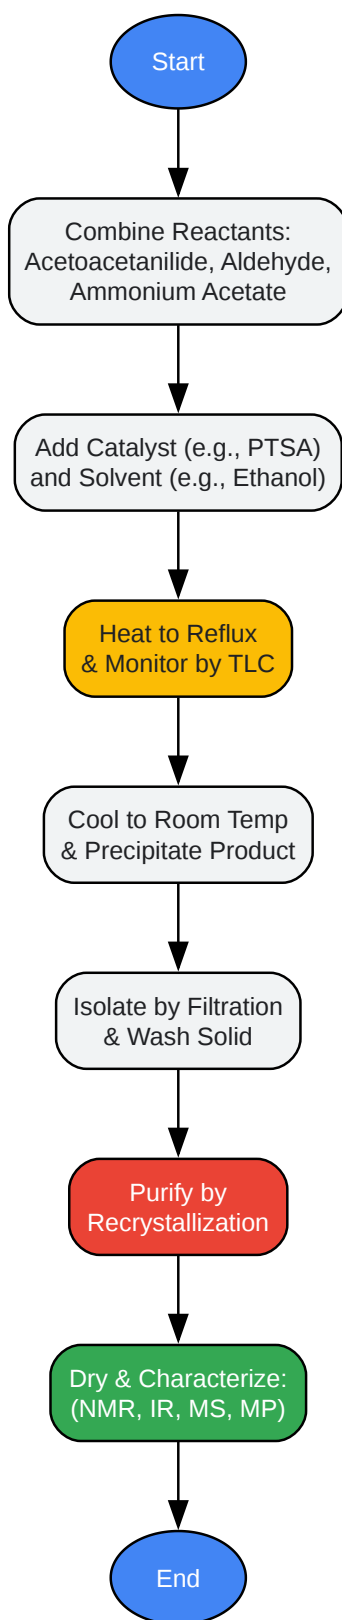 Start
Combine Reactants:
Acetoacetanilide, Aldehyde,
Ammonium Acetate
Add Catalyst (e.g., PTSA)
and Solvent (e.g., Ethanol)
Heat to Reflux
& Monitor by TLC
Cool to Room Temp
& Precipitate Product
Isolate by Filtration
& Wash Solid
Purify by
Recrystallization
Dry & Characterize:
(NMR, IR, MS, MP)
End